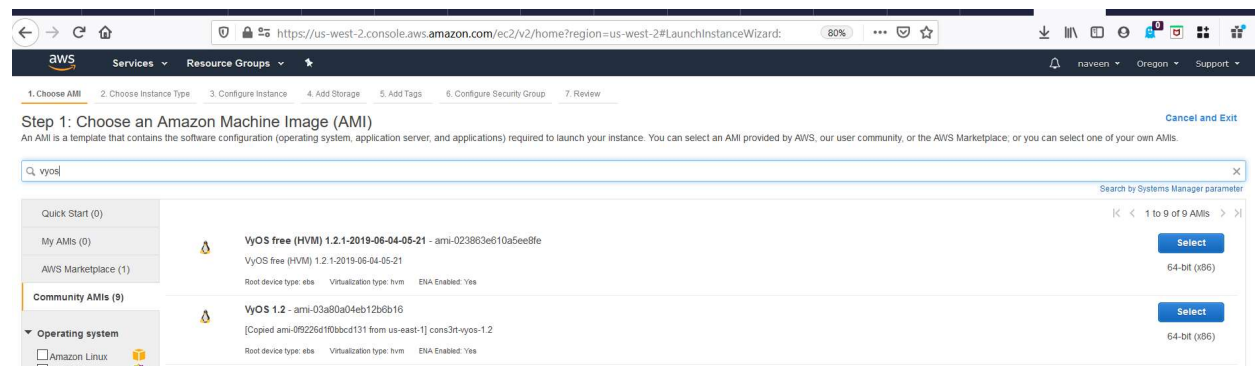 https://us-west-2.console.aws.amazon.com/ec2/v2/home?region=us-west-2#LaunchInstanceWizard: 80%
aws Services Resource Groups naveen Oregon Support
1. Choose AMI 2. Choose Instance Type 3. Configure Instance 4. Add Storage 5. Add Tags 6. Configure Security Group 7. Review
Step 1: Choose an Amazon Machine Image (AMI) Cancel and Exit
An AMI is a template that contains the software configuration (operating system, application server, and applications) required to launch your instance. You can select an AMI provided by AWS, our user community, or the AWS Marketplace; or you can select one of your own AMIs.
vyos
Search by Systems Manager parameter
Quick Start (0)
1 to 9 of 9 AMIs
My AMIs (0)
AWS Marketplace (1)
Community AMIs (9)
Operating system
Amazon Linux
VyOS free (HVM) 1.2.1-2019-06-04-05-21 - ami-023863e610a5ee8fe
VyOS free (HVM) 1.2.1-2019-06-04-05-21
Root device type: ebs Virtualization type: hvm ENA Enabled: Yes
Select
64-bit (x86)
VyOS 1.2 - ami-03a80a04eb12b6b16
[Copied ami-0f9226d1f0bbcd131 from us-east-1] cons3rt-vyos-1.2
Root device type: ebs Virtualization type: hvm ENA Enabled: Yes
Select
64-bit (x86)